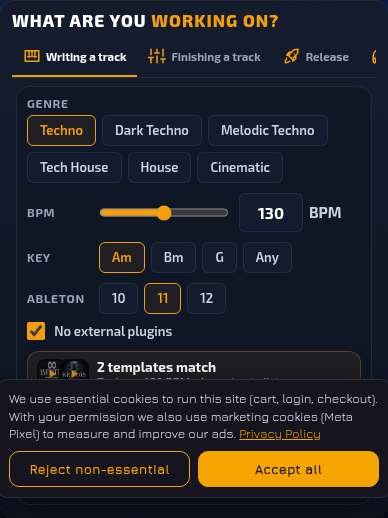 WHAT ARE YOU WORKING ON?
Writing a track Finishing a track Release
GENRE
Techno Dark Techno Melodic Techno
Tech House House Cinematic
BPM 130 BPM
KEY Am Bm G Any
ABLETON 10 11 12
No external plugins
2 templates match
We use essential cookies to run this site (cart, login, checkout).
With your permission we also use marketing cookies (Meta
Pixel) to measure and improve our ads. Privacy Policy
Reject non-essential Accept all